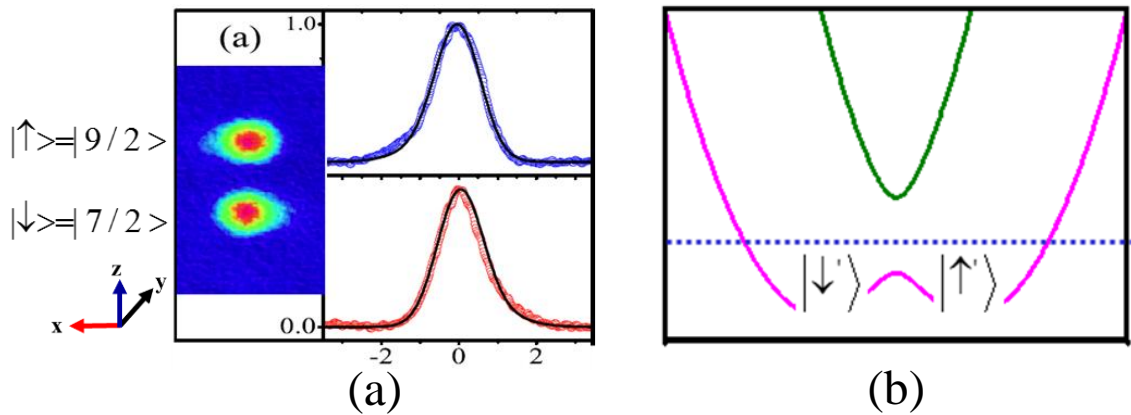 (a)
1.0
|↑>=|9/2>
|↓>=|7/2>
z
y
x
0.0
-2 0 2
(a)
|↓'⟩ |↑'⟩
(b)